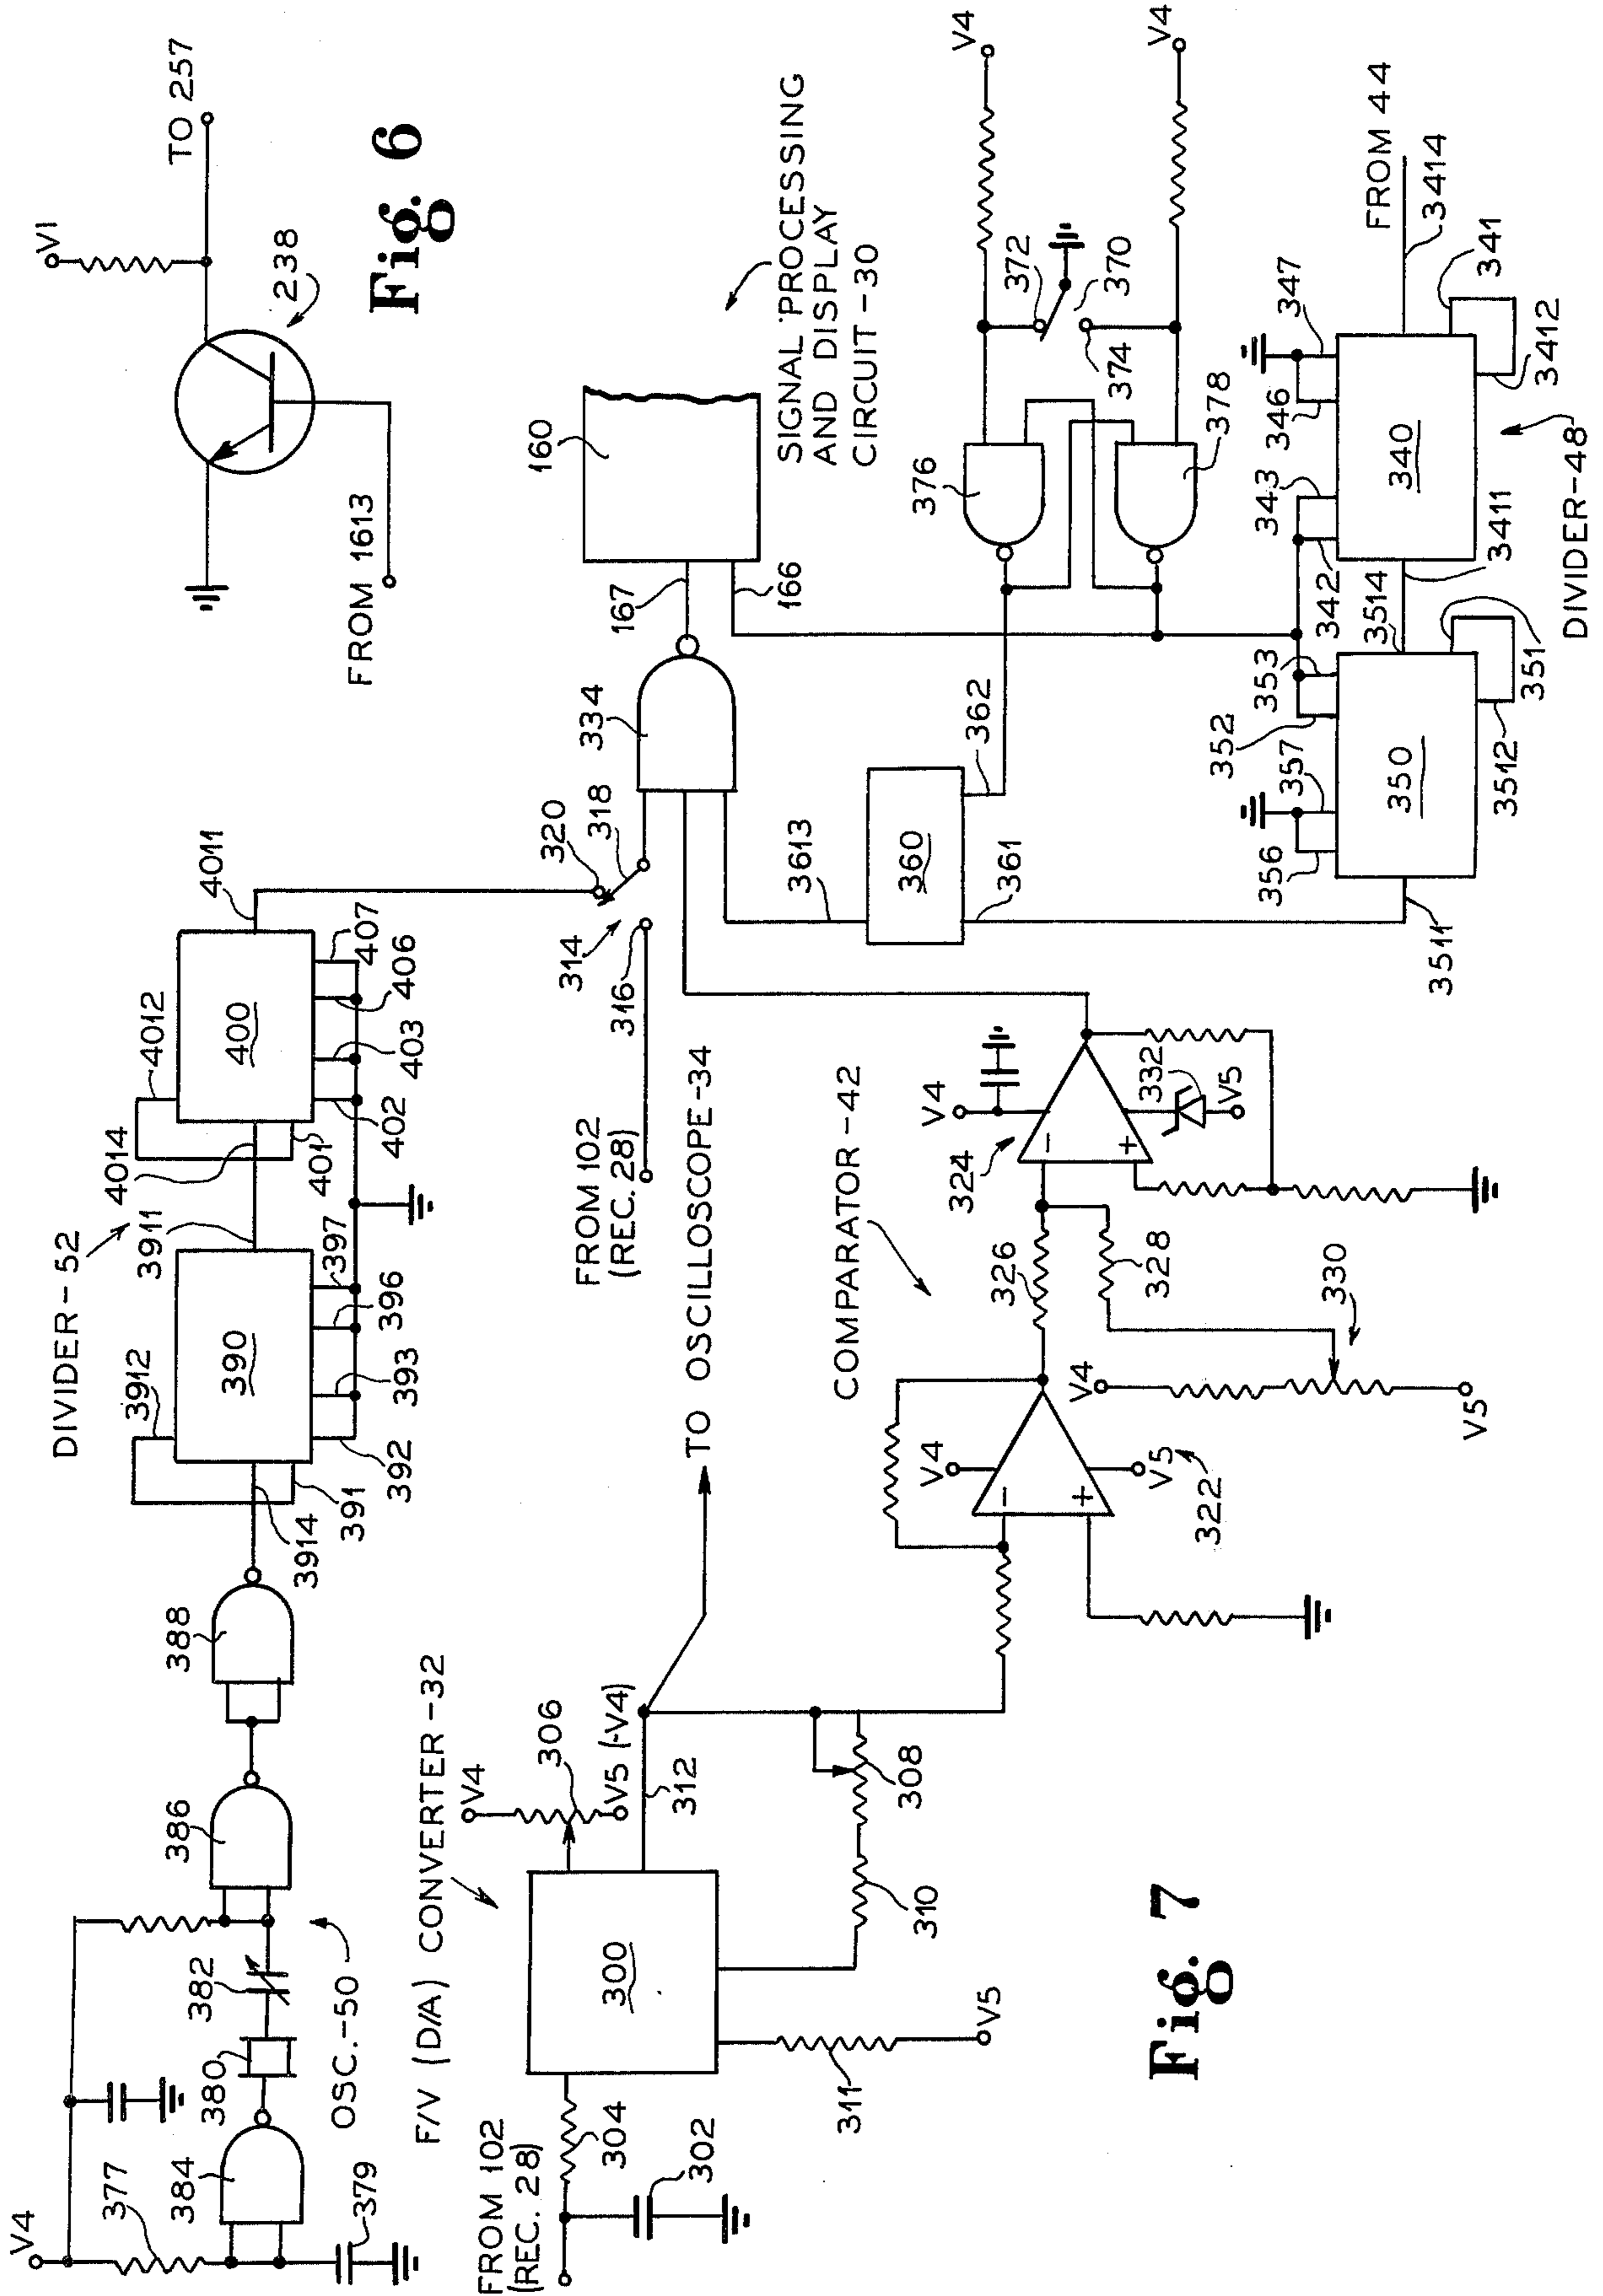 V1
TO 257
238
FROM 1613
Fig. 6
V4
377
384
379
380
382
OSC.-50
386
388
3914
391
3912
DIVIDER-52
390
392
393
396
397
3911
4014
401
4012
400
402
403
406
407
4011
320
318
314
316
FROM 102
(REC. 28)
334
167
166
160
SIGNAL PROCESSING
AND DISPLAY
CIRCUIT-30
F/V (D/A) CONVERTER-32
FROM 102
(REC. 28)
304
302
300
311
V5
V4
306
V5 (-V4)
312
308
310
TO OSCILLOSCOPE-34
COMPARATOR-42
V4
V5
322
326
328
330
V4
V5
324
V4
332
V5
3613
360
361
362
376
378
372
370
374
V4
V4
3511
350
356
357
352
353
3512
351
3514
3411
340
342
343
346
347
3412
341
3414
FROM 44
DIVIDER-48
Fig. 7